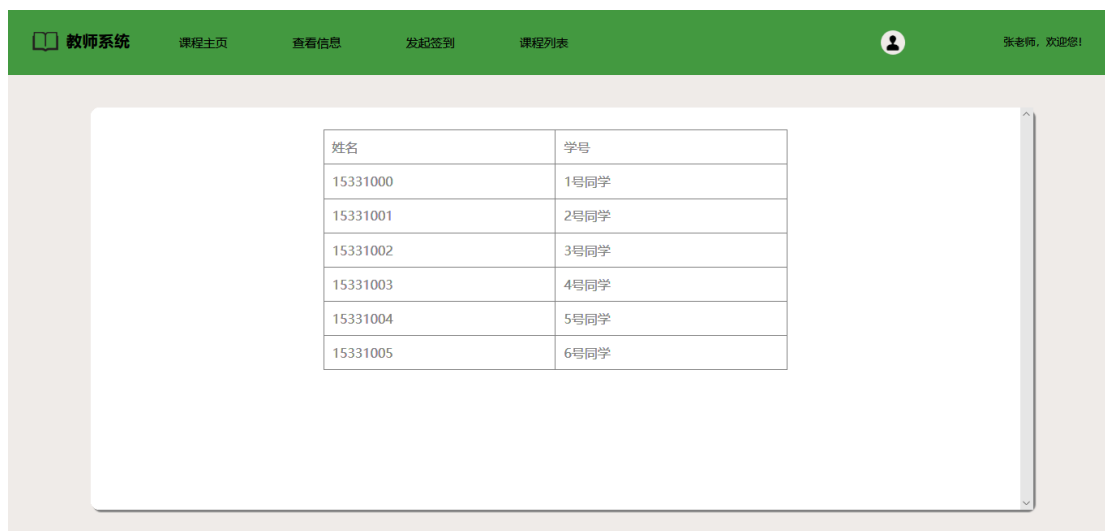 教师系统 课程主页 查看信息 发起签到 课程列表 张老师，欢迎您!
姓名 学号
15331000 1号同学
15331001 2号同学
15331002 3号同学
15331003 4号同学
15331004 5号同学
15331005 6号同学